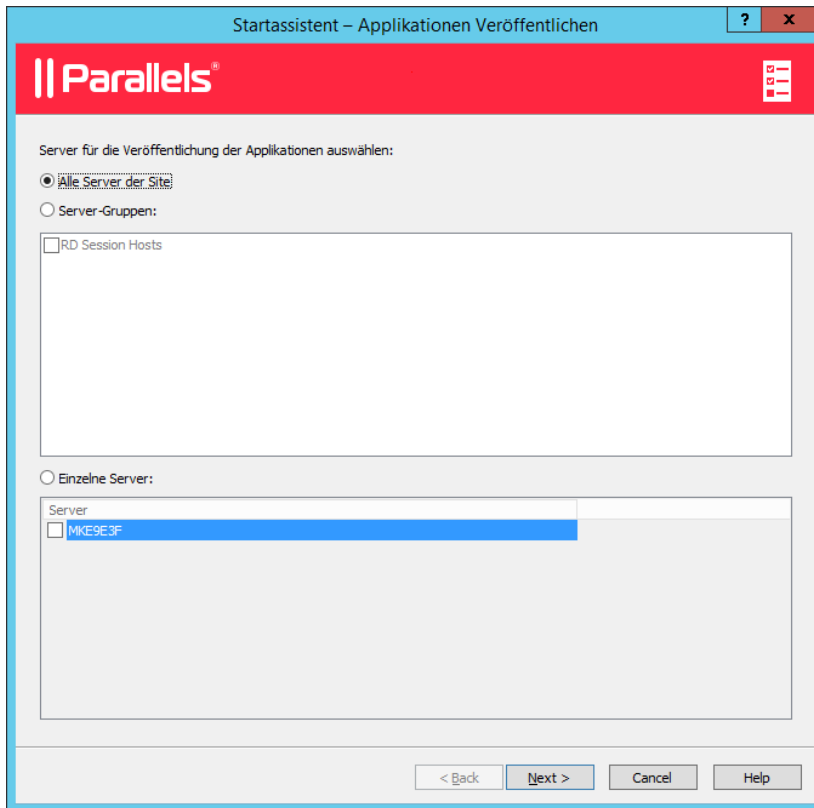 Startassistent – Applikationen Veröffentlichen
? x
Parallels®
Server für die Veröffentlichung der Applikationen auswählen:
Alle Server der Site
Server-Gruppen:
RD Session Hosts
Einzelne Server:
Server
MKE9E3F
< Back Next > Cancel Help